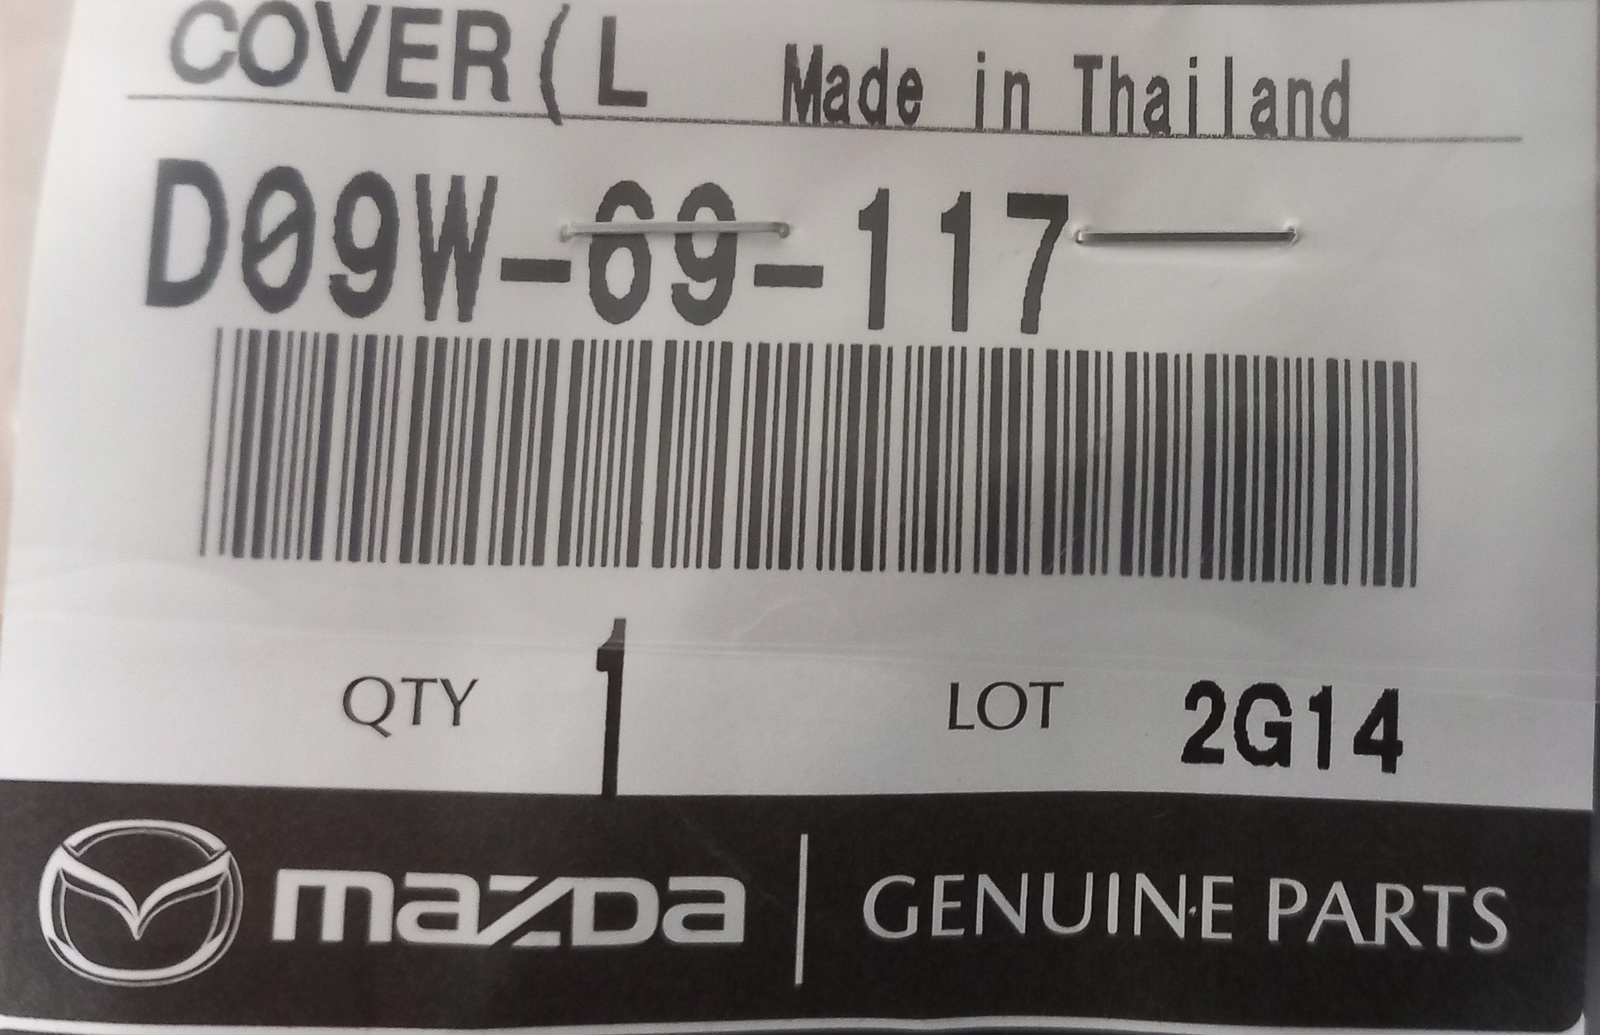 COVER(L Made in Thailand
D09W-69-117
QTY 1 LOT 2G14
mazda GENUINE PARTS